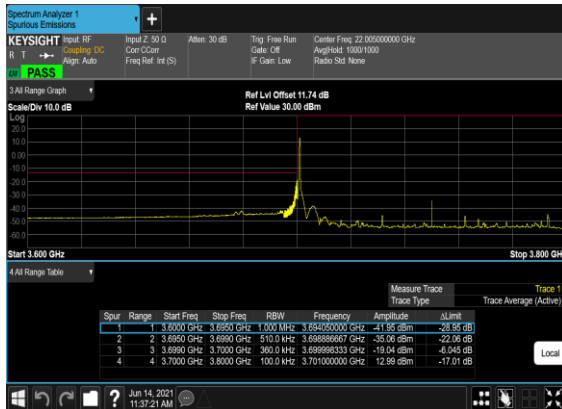 Spectrum Analyzer 1
Spurious Emissions
+
KEYSIGHT Input: RF Input Z: 50 Ω Atten: 30 dB Trig: Free Run Center Freq: 22.005000000 GHz
R T Coupling: DC Corr CCorr Gate: Off Avg|Hold: 1000/1000
Align: Auto Freq Ref: Int (S) IF Gain: Low Radio Std: None
PASS
3 All Range Graph
Ref Lvl Offset 11.74 dB
Scale/Div 10.0 dB Ref Value 30.00 dBm
Log
20.0
10.0
0.00
-10.0
-20.0
-30.0
-40.0
-50.0
-60.0
Start 3.600 GHz Stop 3.800 GH
4 All Range Table
Measure Trace Trace 1
Trace Type Trace Average (Active)
Spur Range Start Freq Stop Freq RBW Frequency Amplitude ΔLimit
1 1 3.6000 GHz 3.6950 GHz 1.000 MHz 3.694050000 GHz -41.95 dBm -28.95 dB
2 2 3.6950 GHz 3.6990 GHz 510.0 kHz 3.698886667 GHz -35.06 dBm -22.06 dB
3 3 3.6990 GHz 3.7000 GHz 360.0 kHz 3.699998333 GHz -19.04 dBm -6.045 dB
4 4 3.7000 GHz 3.8000 GHz 100.0 kHz 3.701000000 GHz 12.99 dBm -17.01 dB
Local
? Jun 14, 2021
11:37:21 AM